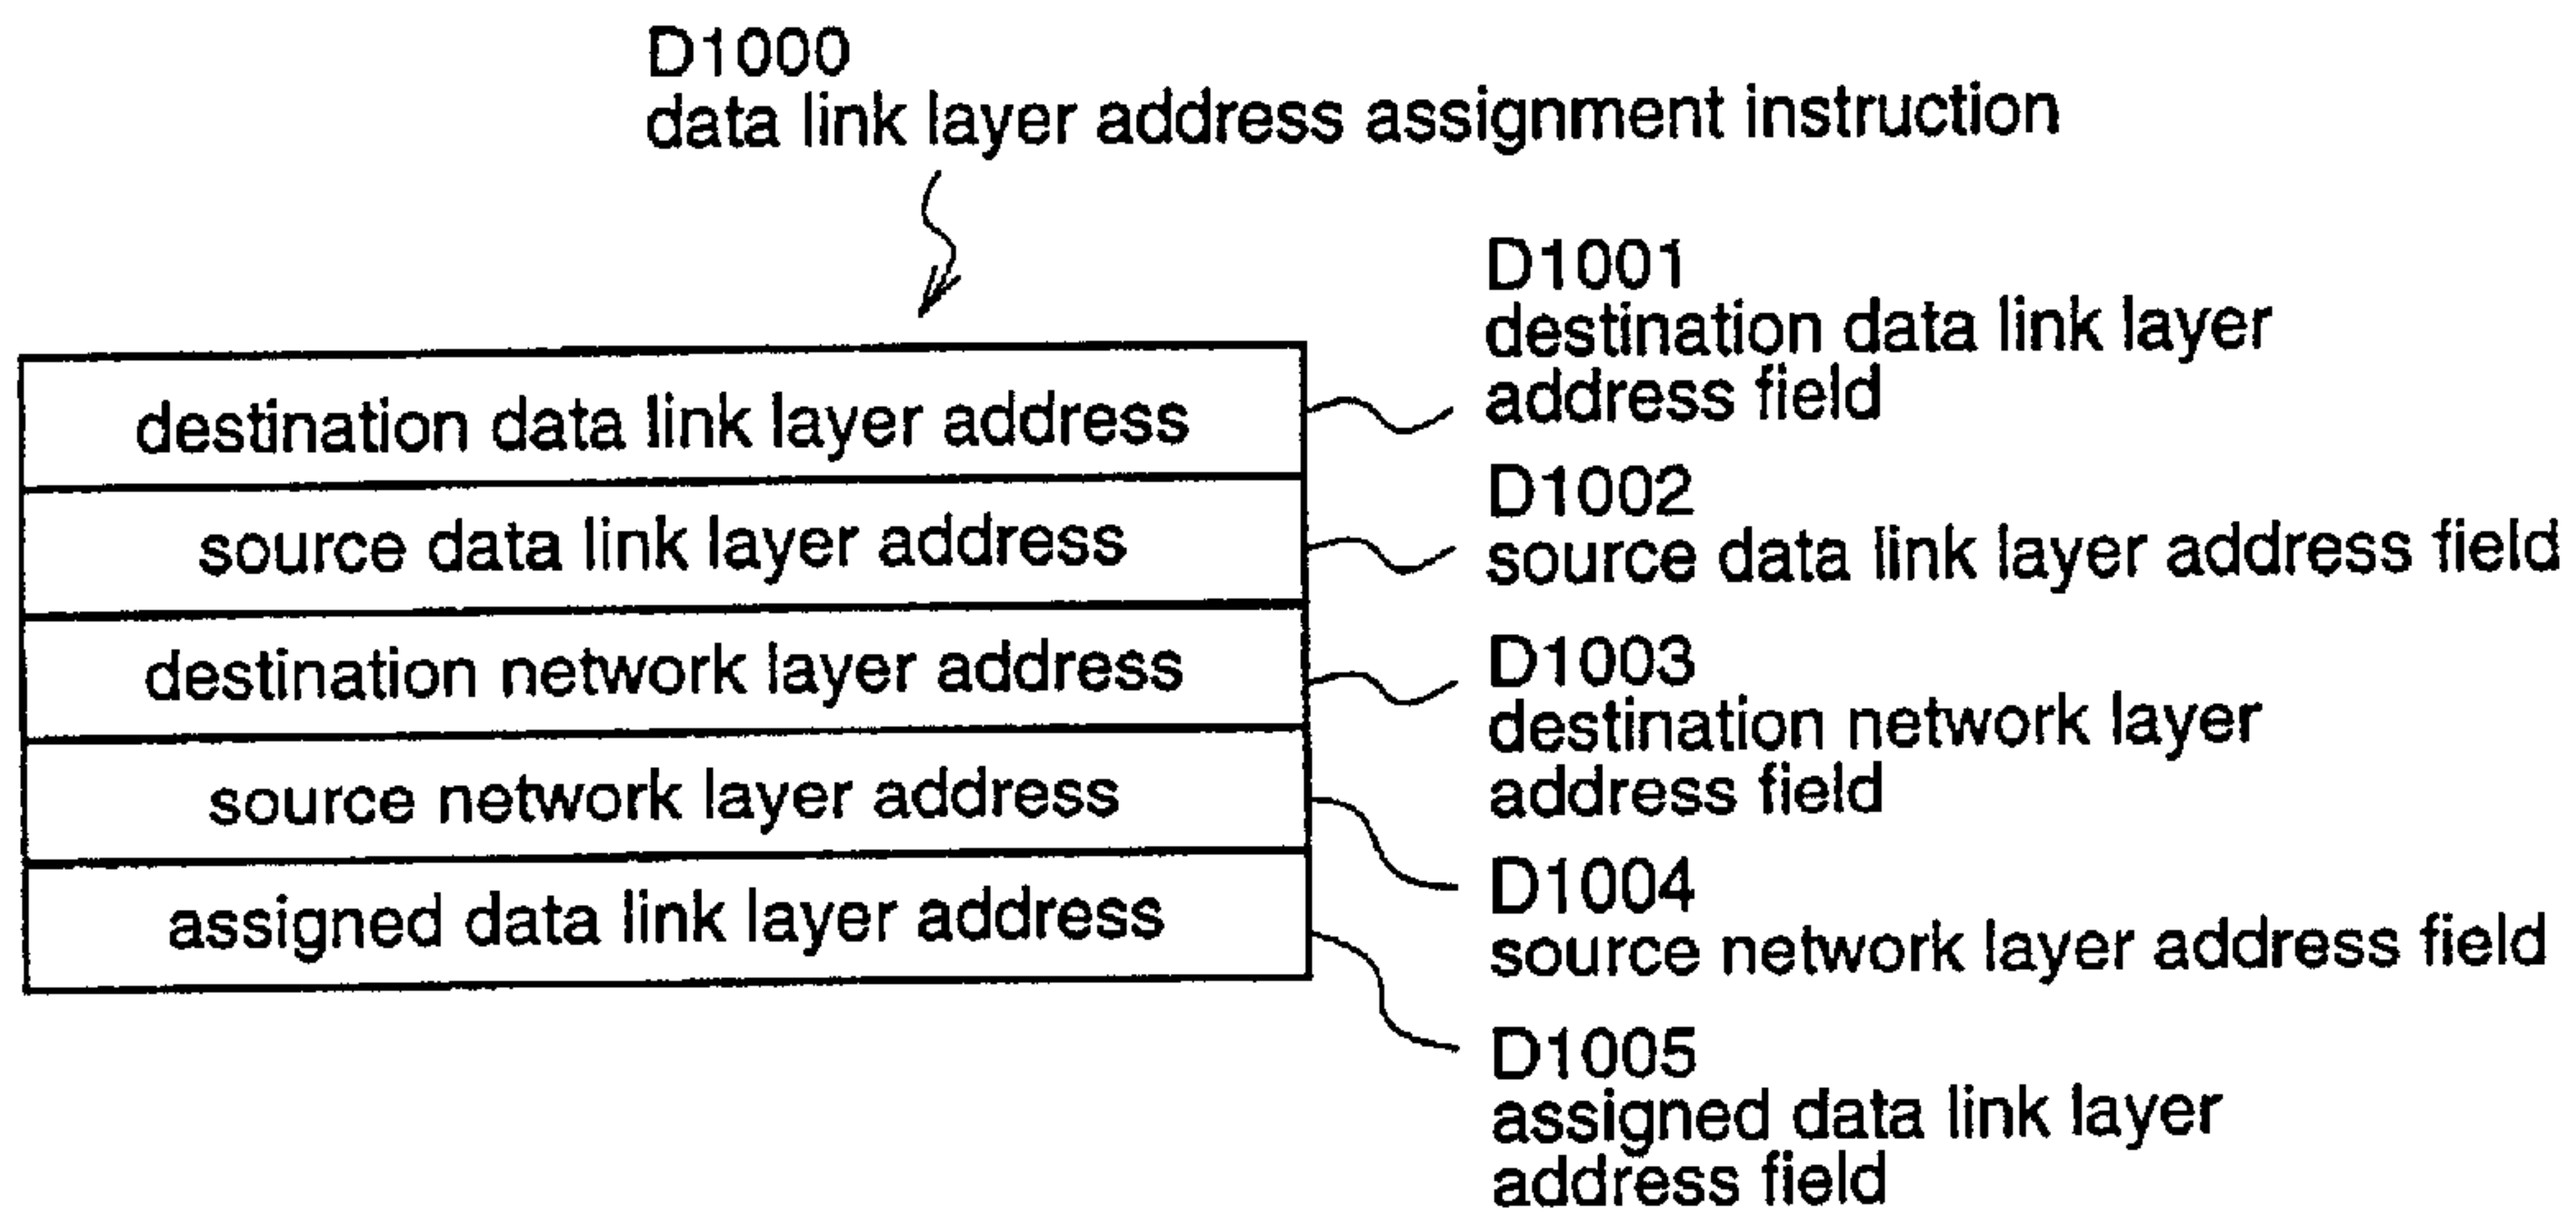 D1000
data link layer address assignment instruction
destination data link layer address
source data link layer address
destination network layer address
source network layer address
assigned data link layer address
D1001
destination data link layer
address field
D1002
source data link layer address field
D1003
destination network layer
address field
D1004
source network layer address field
D1005
assigned data link layer
address field